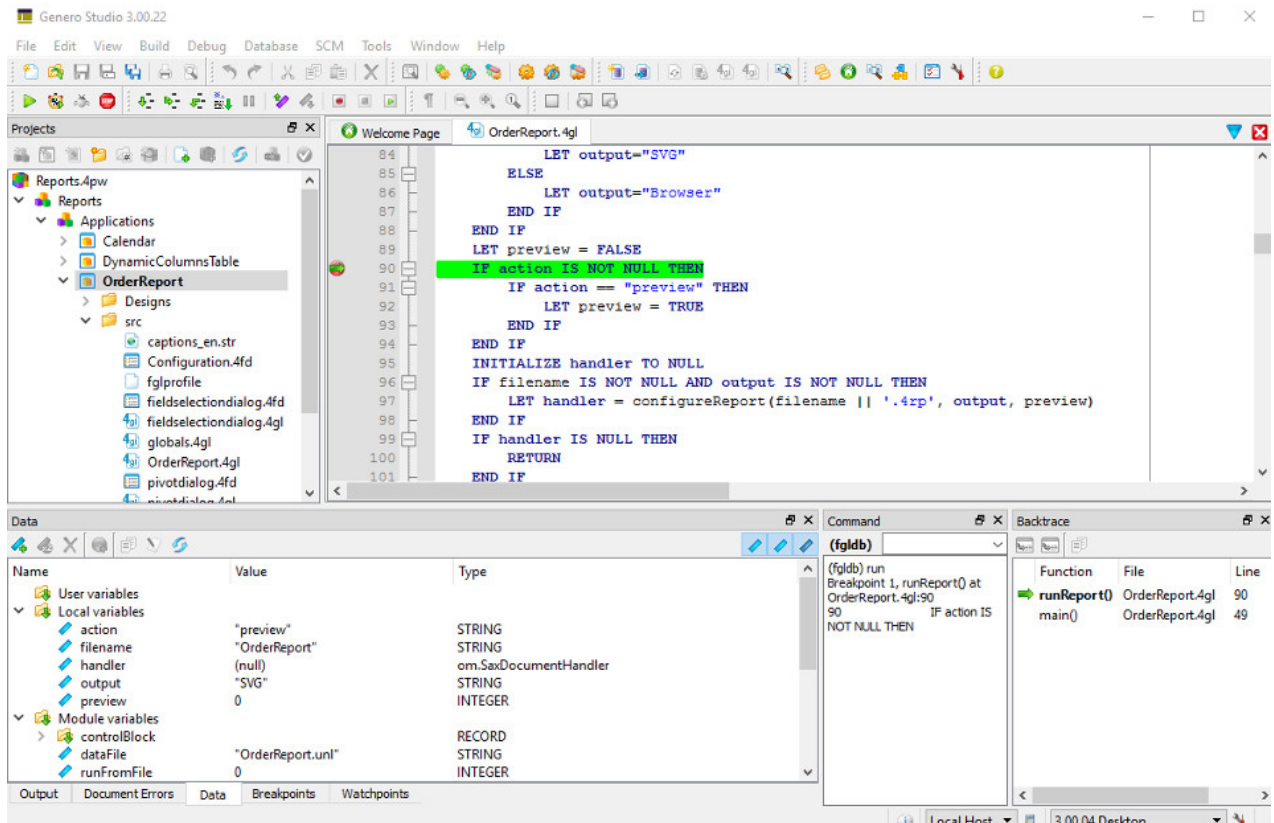 Genero Studio 3.00.22
File Edit View Build Debug Database SCM Tools Window Help
Projects
Reports.4pw
Reports
Applications
Calendar
DynamicColumnsTable
OrderReport
Designs
src
captions_en.str
Configuration.4fd
fglprofile
fieldselectiondialog.4fd
fieldselectiondialog.4gl
globals.4gl
OrderReport.4gl
pivotdialog.4fd
pivotdialog.4gl
Welcome Page OrderReport.4gl
84 LET output="SVG"
85 ELSE
86 LET output="Browser"
87 END IF
88 END IF
89 LET preview = FALSE
90 IF action IS NOT NULL THEN
91 IF action == "preview" THEN
92 LET preview = TRUE
93 END IF
94 END IF
95 INITIALIZE handler TO NULL
96 IF filename IS NOT NULL AND output IS NOT NULL THEN
97 LET handler = configureReport(filename || '.4rp', output, preview)
98 END IF
99 IF handler IS NULL THEN
100 RETURN
101 END IF
Data
Name Value Type
User variables
Local variables
action "preview" STRING
filename "OrderReport" STRING
handler (null) om.SaxDocumentHandler
output "SVG" STRING
preview 0 INTEGER
Module variables
controlBlock RECORD
dataFile "OrderReport.unl" STRING
runFromFile 0 INTEGER
Output Document Errors Data Breakpoints Watchpoints
Command
(fgldb)
(fgldb) run
Breakpoint 1, runReport() at
OrderReport.4gl:90
90 IF action IS
NOT NULL THEN
Backtrace
Function File Line
runReport() OrderReport.4gl 90
main() OrderReport.4gl 49
Local Host 3.00.04 Desktop